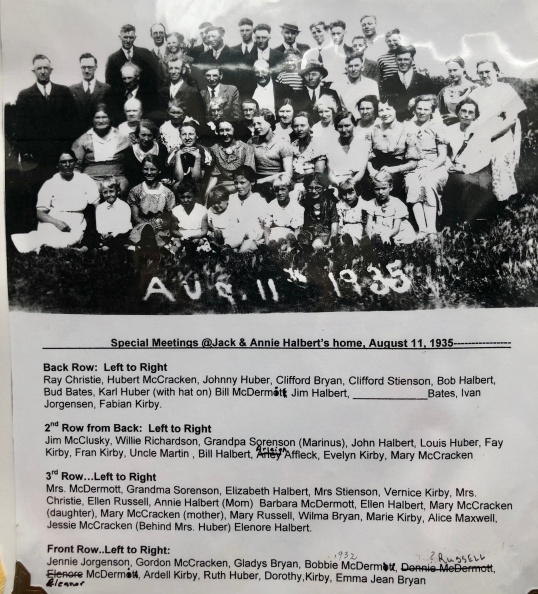 AUG. 11th 1935
Special Meetings @Jack & Annie Halbert's home, August 11, 1935----------------
Back Row:  Left to Right
Ray Christie, Hubert McCracken, Johnny Huber, Clifford Bryan, Clifford Stienson, Bob Halbert,
Bud Bates, Karl Huber (with hat on) Bill McDermott, Jim Halbert, ______________Bates, Ivan
Jorgensen, Fabian Kirby.
2nd Row from Back:  Left to Right
Jim McClusky, Willie Richardson, Grandpa Sorenson (Marinus), John Halbert, Louis Huber, Fay
Kirby, Fran Kirby, Uncle Martin , Bill Halbert, Arley Affleck, Evelyn Kirby, Mary McCracken
3rd Row...Left to Right
Mrs. McDermott, Grandma Sorenson, Elizabeth Halbert, Mrs Stienson, Vernice Kirby, Mrs.
Christie, Ellen Russell, Annie Halbert (Mom)  Barbara McDermott, Ellen Halbert, Mary McCracken
(daughter), Mary McCracken (mother), Mary Russell, Wilma Bryan, Marie Kirby, Alice Maxwell,
Jessie McCracken (Behind Mrs. Huber) Elenore Halbert.
1932 ? RUSSELL
Front Row..Left to Right:
Jennie Jorgenson, Gordon McCracken, Gladys Bryan, Bobbie McDermott, Donnie McDermott,
Elenore McDermott, Ardell Kirby, Ruth Huber, Dorothy,Kirby, Emma Jean Bryan
Eleanor